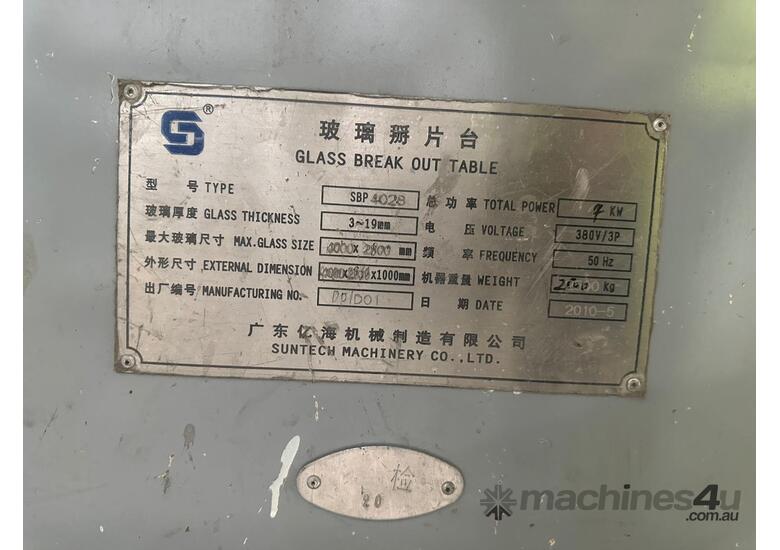 S®
玻璃掰片台
GLASS BREAK OUT TABLE
型 号 TYPE SBP4028 总 功 率 TOTAL POWER KW
玻璃厚度 GLASS THICKNESS 3~19mm 电 压 VOLTAGE 380V/3P
最大玻璃尺寸 MAX.GLASS SIZE 4000x 2800 mm 频 率 FREQUENCY 50 Hz
外形尺寸 EXTERNAL DIMENSION x1000mm 机器重量 WEIGHT Kg
出厂编号 MANUFACTURING NO. 日 期 DATE 2010-5
广东亿海机械制造有限公司
SUNTECH MACHINERY CO.,LTD.
检
20
machines4u
.com.au